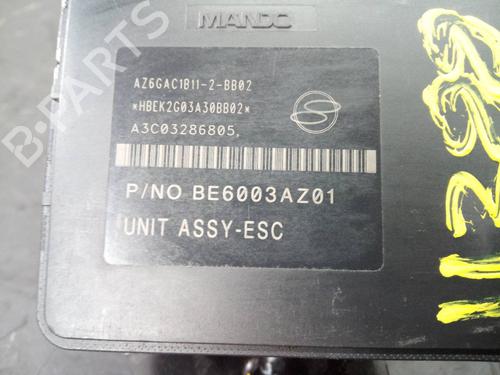 MANDO
AZ6GAC1B11-2-BB02
*HBEK2G03A30BB02*
A3C03286805,
P/NO BE6003AZ01
UNIT ASSY-ESC
B-PARTS